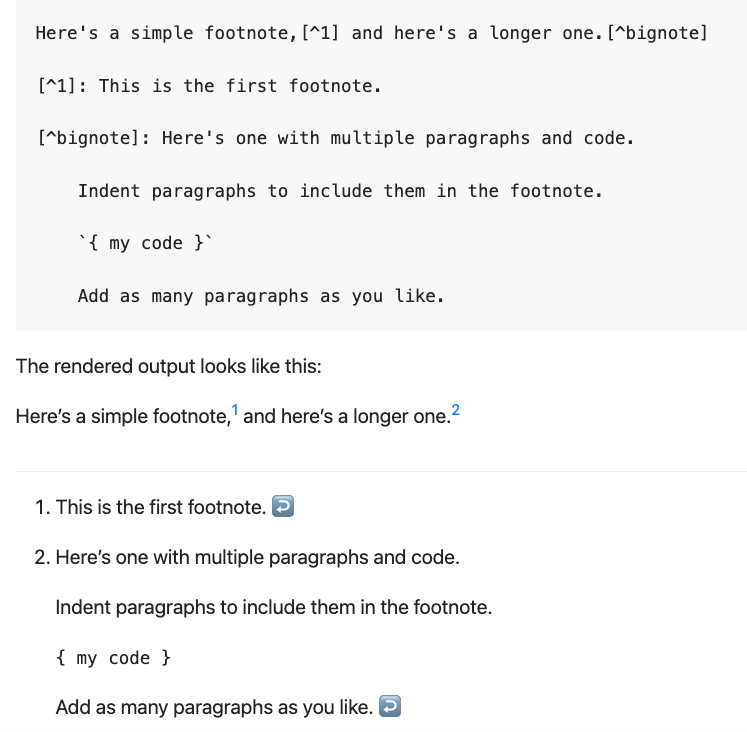 Here's a simple footnote,[^1] and here's a longer one.[^bignote]
[^1]: This is the first footnote.
[^bignote]: Here's one with multiple paragraphs and code.
Indent paragraphs to include them in the footnote.
`{ my code }`
Add as many paragraphs as you like.
The rendered output looks like this:
Here’s a simple footnote,1 and here’s a longer one.2
1. This is the first footnote. ↩
2. Here’s one with multiple paragraphs and code.
Indent paragraphs to include them in the footnote.
{ my code }
Add as many paragraphs as you like. ↩